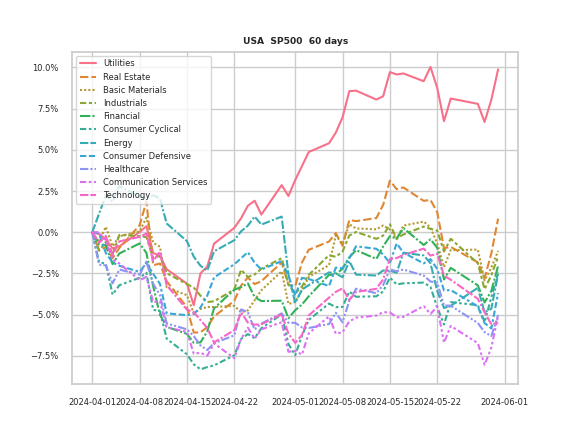 USA  SP500  60 days
10.0%
7.5%
5.0%
2.5%
0.0%
−2.5%
−5.0%
−7.5%
Utilities
Real Estate
Basic Materials
Industrials
Financial
Consumer Cyclical
Energy
Consumer Defensive
Healthcare
Communication Services
Technology
2024-04-01 2024-04-08 2024-04-15 2024-04-22 2024-05-01 2024-05-08 2024-05-15 2024-05-22 2024-06-01